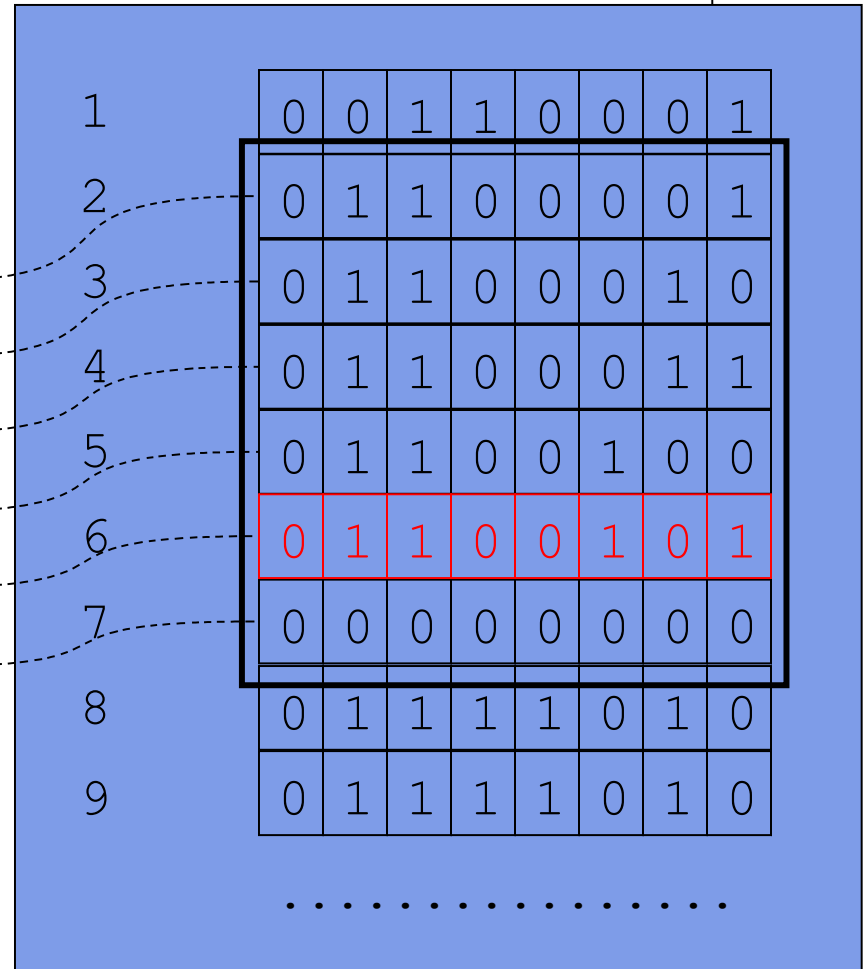 1 0 0 1 1 0 0 0 1
2 0 1 1 0 0 0 0 1
3 0 1 1 0 0 0 1 0
4 0 1 1 0 0 0 1 1
5 0 1 1 0 0 1 0 0
6 0 1 1 0 0 1 0 1
7 0 0 0 0 0 0 0 0
8 0 1 1 1 1 0 1 0
9 0 1 1 1 1 0 1 0
................